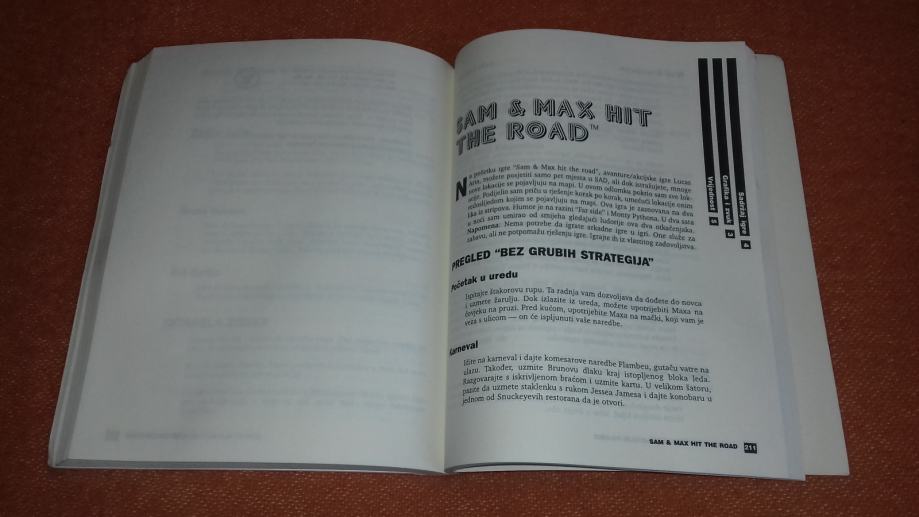 SAM & MAX HIT
THE ROAD™
Sadržaj igre 4
Grafika i zvuk 3
Vrijednost 5
Na početku igre "Sam & Max hit the road", avanture/akcijske igre Lucas
Arts, možete posjetiti samo pet mjesta u SAD, ali dok istražujete, mnoge
nove lokacije se pojavljuju na mapi. U ovom odlomku pokrio sam sve lok-
acije. Podijelio sam priču u rješenje korak po korak, umećući lokacije onim
redoslijedom kojim se pojavljuju na mapi. Ova igra je zasnovana na dva
lika iz stripova. Humor je na razini "Far side" i Monty Pythona. U dva sata
u noći sam umirao od smijeha gledajući ludorije ova dva otkačenjaka.
Napomena: Nema potrebe da igrate arkadne igre u igri. One služe za
zabavu, ali ne potpomažu rješenju igre. Igrajte ih iz vlastitog zadovoljstva.
PREGLED "BEZ GRUBIH STRATEGIJA"
Početak u uredu
Ispitajte štakorovu rupu. Ta radnja vam dozvoljava da dođete do novca
i uzmete žarulju. Dok izlazite iz ureda, možete upotrijebiti Maxa na
čovjeku na pruzi. Pred kućom, upotrijebite Maxa na mački, koji vam je
veza s ulicom — on će ispljunuti vaše naredbe.
Karneval
Iđite na karneval i dajte komesarove naredbe Flambeu, gutaču vatre na
ulazu. Također, uzmite Brunovu dlaku kraj istopljenog bloka leda.
Razgovarajte s iskrivljenom braćom i uzmite kartu. U velikom šatoru,
pazite da uzmete staklenku s rukom Jessea Jamesa i dajte konobaru u
jednom od Snuckeyevih restorana da je otvori.
SAM & MAX HIT THE ROAD 211